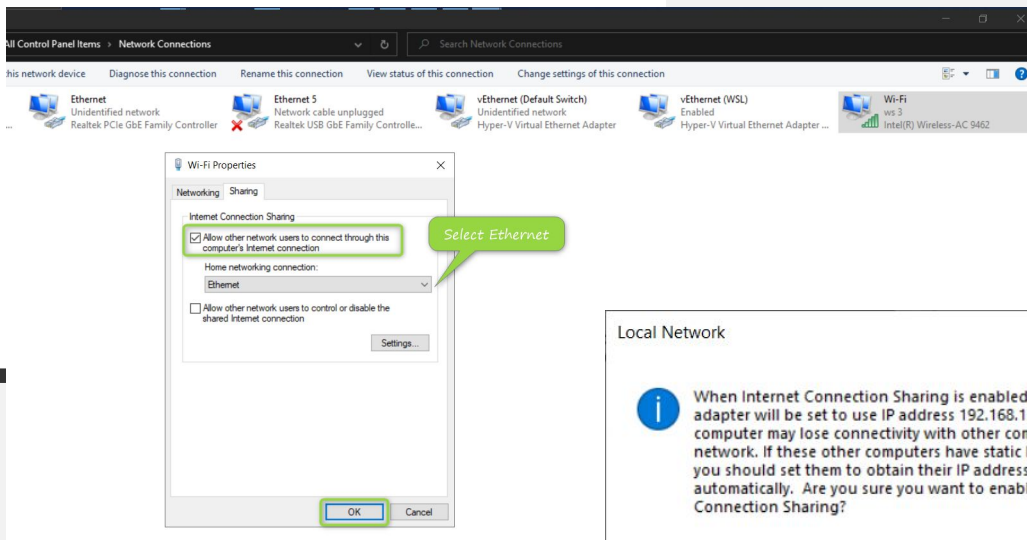 All Control Panel Items > Network Connections
Search Network Connections
this network device Diagnose this connection Rename this connection View status of this connection Change settings of this connection
Ethernet
Unidentified network
Realtek PCIe GbE Family Controller
Ethernet 5
Network cable unplugged
Realtek USB GbE Family Controlle...
vEthernet (Default Switch)
Unidentified network
Hyper-V Virtual Ethernet Adapter
vEthernet (WSL)
Enabled
Hyper-V Virtual Ethernet Adapter ...
Wi-Fi
ws 3
Intel(R) Wireless-AC 9462
Wi-Fi Properties
Networking Sharing
Internet Connection Sharing
Allow other network users to connect through this
computer's Internet connection
Home networking connection:
Ethernet
Allow other network users to control or disable the
shared Internet connection
Settings...
OK Cancel
Select Ethernet
Local Network
When Internet Connection Sharing is enabled
adapter will be set to use IP address 192.168.1
computer may lose connectivity with other com
network. If these other computers have static
you should set them to obtain their IP address
automatically. Are you sure you want to enabl
Connection Sharing?